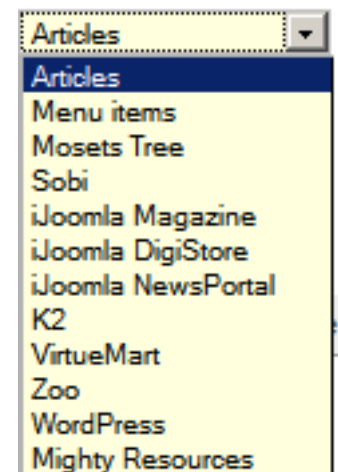 Articles
Articles
Menu items
Mosets Tree
Sobi
iJoomla Magazine
iJoomla DigiStore
iJoomla NewsPortal
K2
VirtueMart
Zoo
WordPress
Mighty Resources